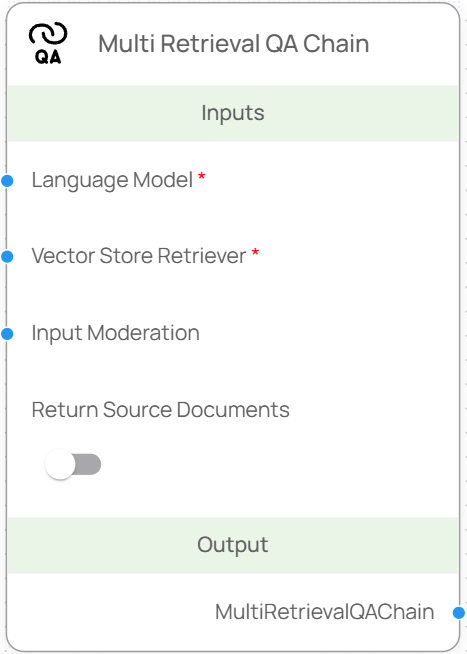 QA
Multi Retrieval QA Chain
Inputs
Language Model *
Vector Store Retriever *
Input Moderation
Return Source Documents
Output
MultiRetrievalQAChain